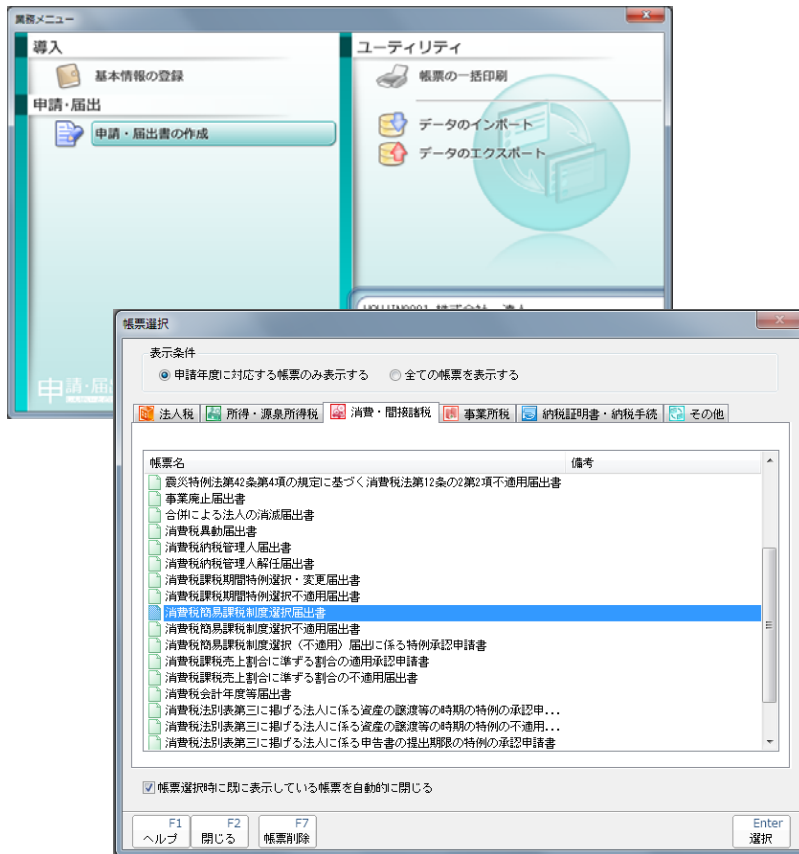 業務メニュー
導入
基本情報の登録
申請・届出
申請・届出書の作成
ユーティリティ
帳票の一括印刷
データのインポート
データのエクスポート
申請・届
帳票選択
表示条件
申請年度に対応する帳票のみ表示する 全ての帳票を表示する
法人税 所得・源泉所得税 消費・間接諸税 事業所税 納税証明書・納税手続 その他
帳票名 備考
震災特例法第42条第4項の規定に基づく消費税法第12条の2第2項不適用届出書
事業廃止届出書
合併による法人の消滅届出書
消費税異動届出書
消費税納税管理人届出書
消費税納税管理人解任届出書
消費税課税期間特例選択・変更届出書
消費税課税期間特例選択不適用届出書
消費税簡易課税制度選択届出書
消費税簡易課税制度選択不適用届出書
消費税簡易課税制度選択（不適用）届出に係る特例承認申請書
消費税課税売上割合に準ずる割合の適用承認申請書
消費税課税売上割合に準ずる割合の不適用届出書
消費税会計年度等届出書
消費税法別表第三に掲げる法人に係る資産の譲渡等の時期の特例の承認申...
消費税法別表第三に掲げる法人に係る資産の譲渡等の時期の特例の不適用...
消費税法別表第三に掲げる法人に係る申告書の提出期限の特例の承認申請書
帳票選択時に既に表示している帳票を自動的に閉じる
F1 F2 F7 Enter
ヘルプ 閉じる 帳票削除 選択